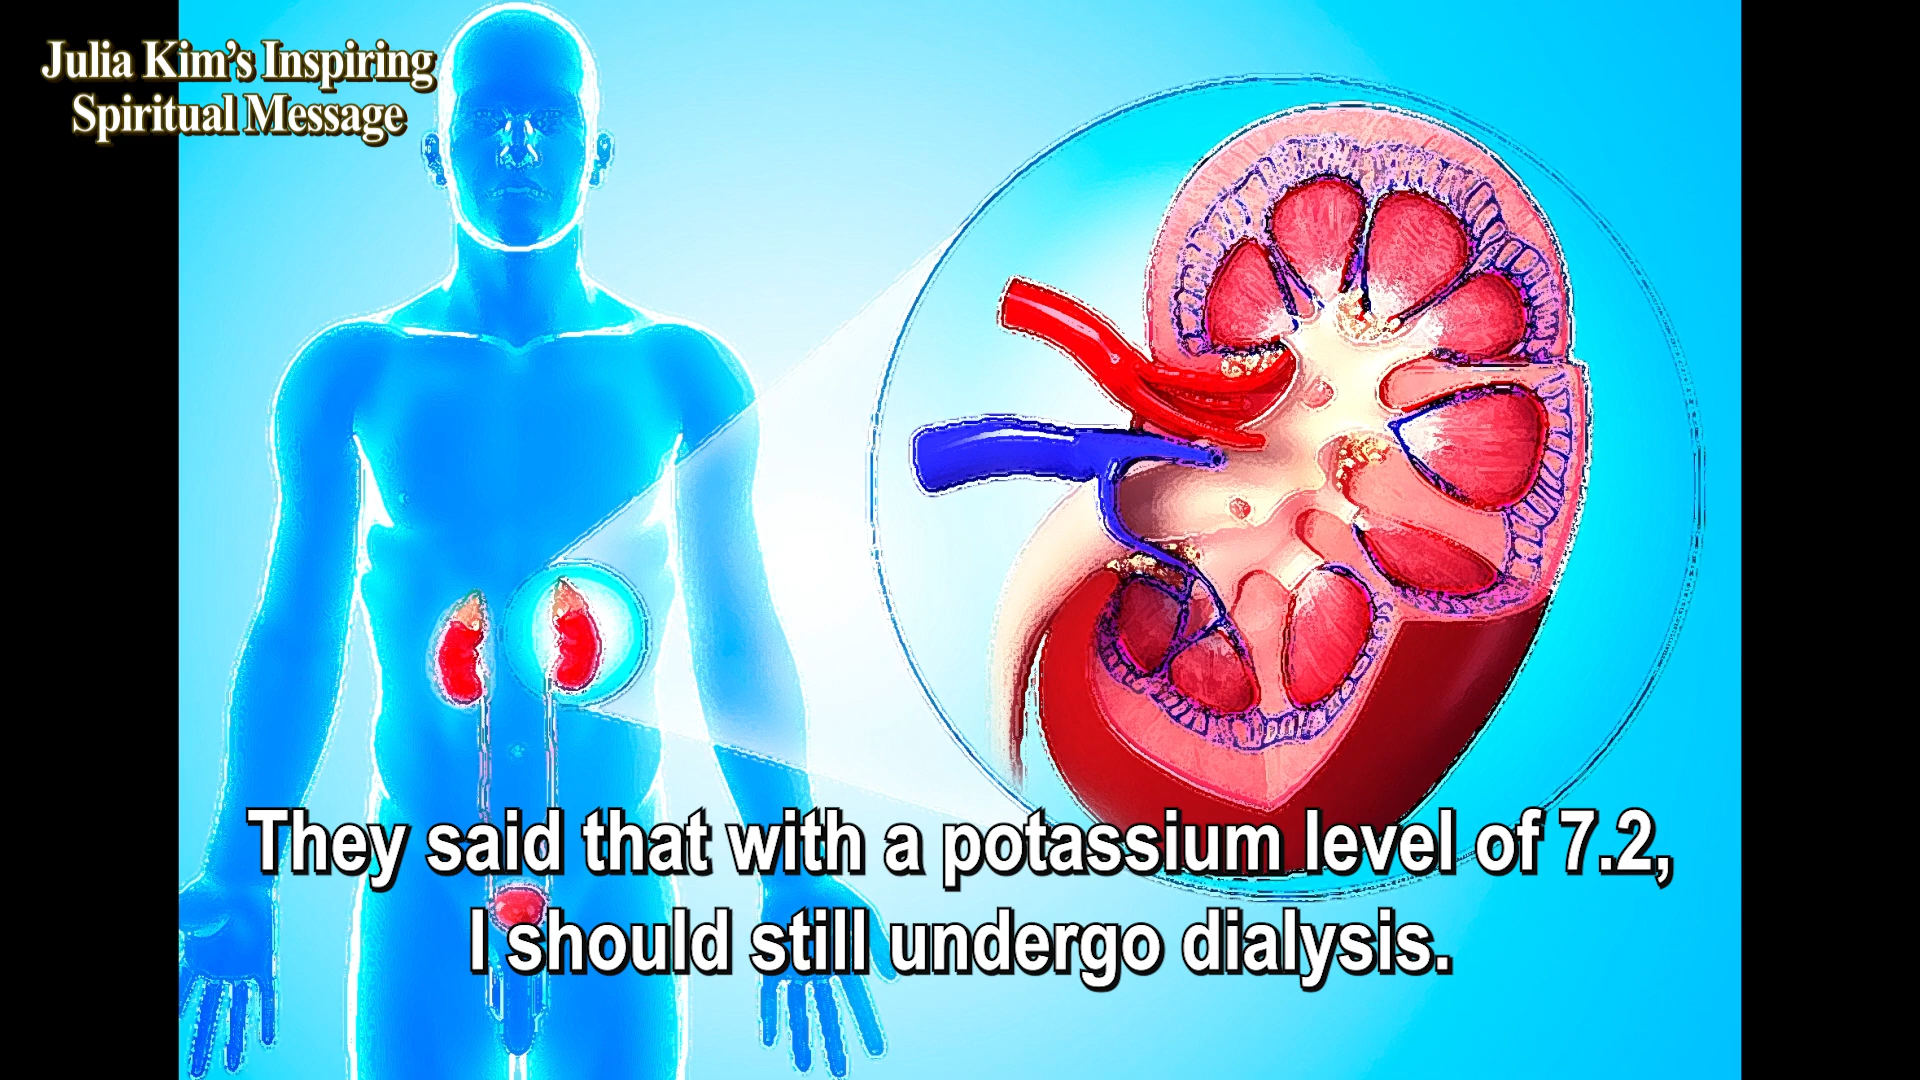 Julia Kim's Inspiring
Spiritual Message
They said that with a potassium level of 7.2,
I should still undergo dialysis.